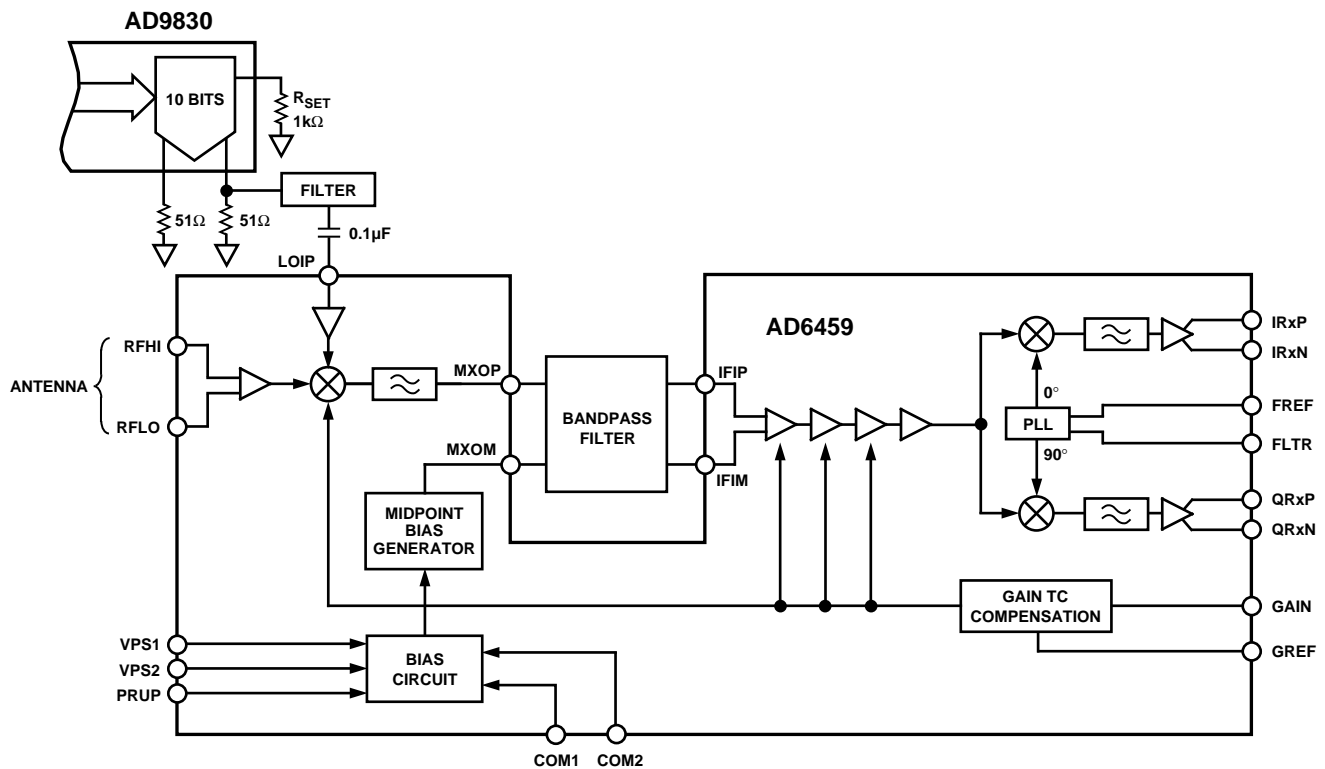 AD9830
10 BITS
RSET
1kΩ
FILTER
51Ω
51Ω
0.1µF
LOIP
AD6459
RFHI
ANTENNA
RFLO
MXOP
MXOM
BANDPASS
FILTER
IFIP
IFIM
0°
PLL
90°
IRxP
IRxN
FREF
FLTR
QRxP
QRxN
MIDPOINT
BIAS
GENERATOR
GAIN TC
COMPENSATION
GAIN
GREF
VPS1
VPS2
PRUP
BIAS
CIRCUIT
COM1
COM2